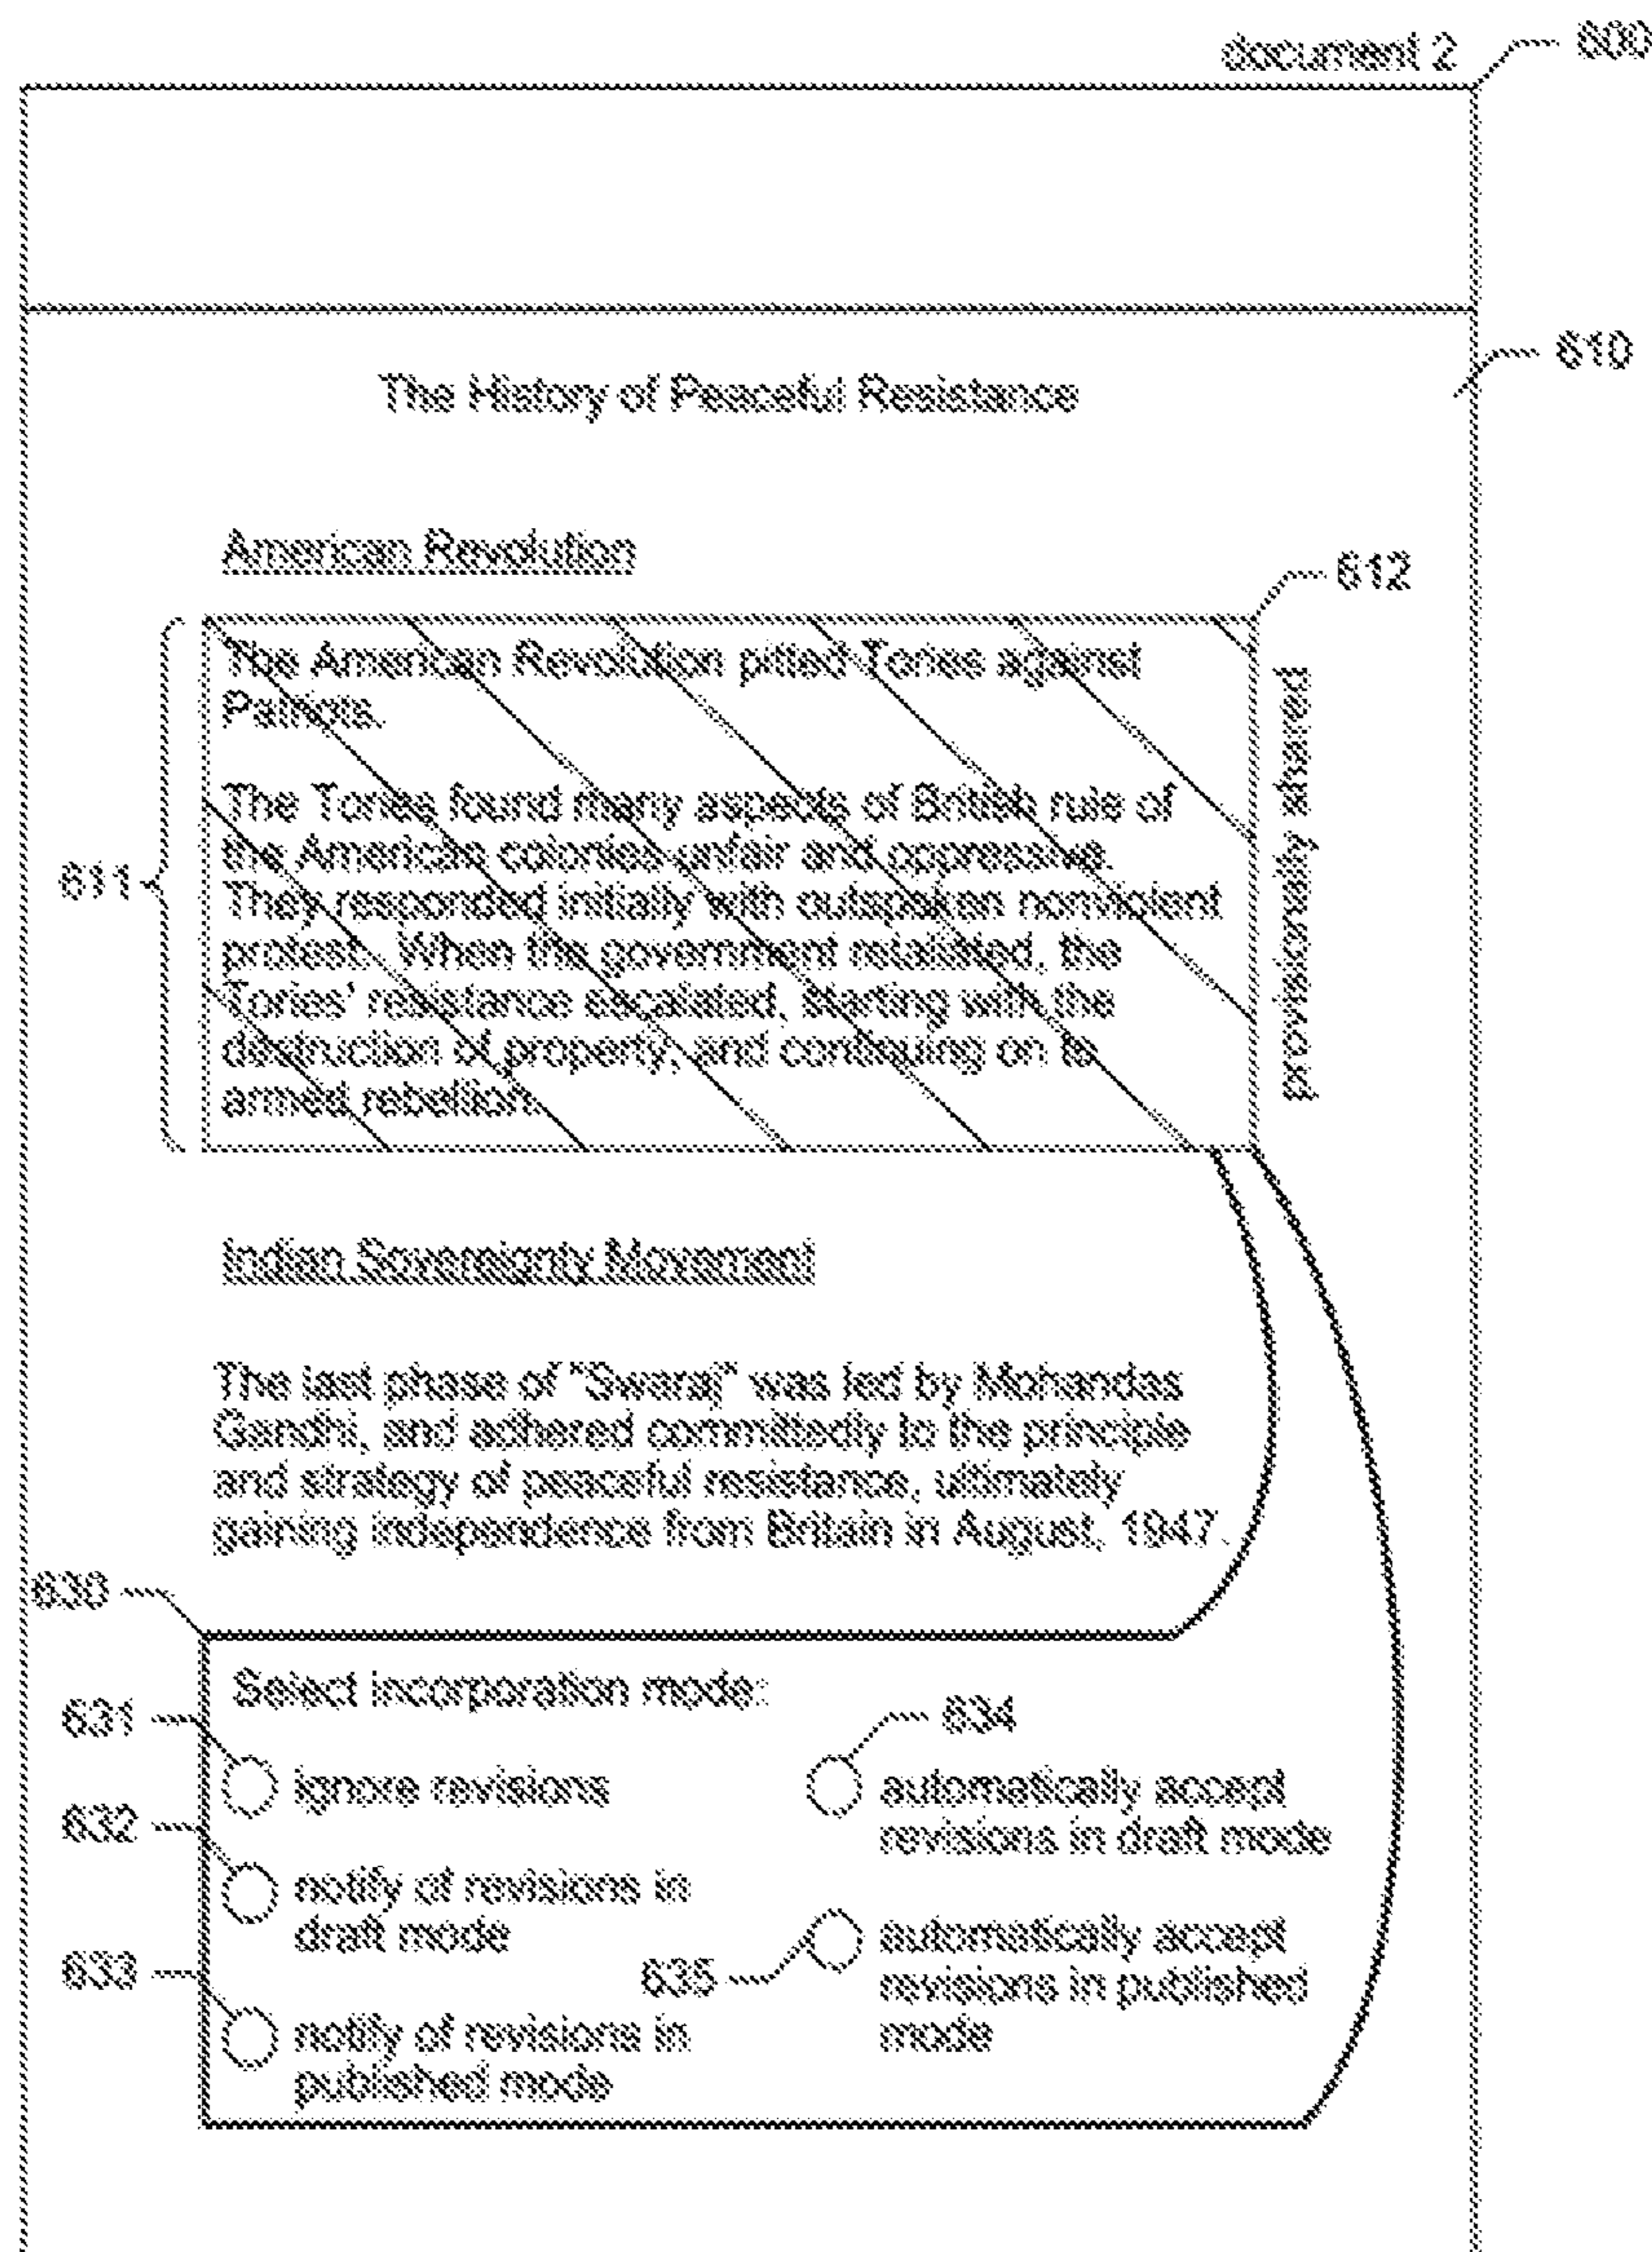 document 2
600
610
The History of Peaceful Resistance
American Revolution
612
The American Revolution pitted Tories against
Patriots.
The Tories found many aspects of British rule of
the American colonies unfair and oppressive.
They responded initially with outspoken nonviolent
protest. When the government retaliated, the
Tories' resistance escalated, starting with the
destruction of property, and continuing on to
armed rebellion.
611
provisionally shared
Indian Sovereignty Movement
The last phase of "Swaraj" was led by Mohandas
Gandhi, and adhered committedly to the principle
and strategy of peaceful resistance, ultimately
gaining independence from Britain in August, 1947.
630
Select incorporation mode:
631
ignore revisions
632
notify of revisions in
draft mode
633
notify of revisions in
published mode
634
automatically accept
revisions in draft mode
635
automatically accept
revisions in published
mode